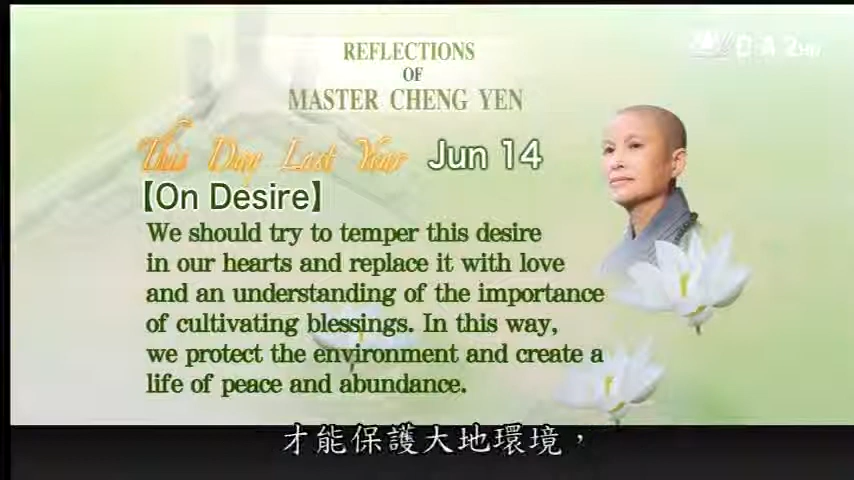 REFLECTIONS
OF
MASTER CHENG YEN
This Day Last Year Jun 14
【On Desire】
We should try to temper this desire
in our hearts and replace it with love
and an understanding of the importance
of cultivating blessings. In this way,
we protect the environment and create a
life of peace and abundance.
才能保護大地環境，